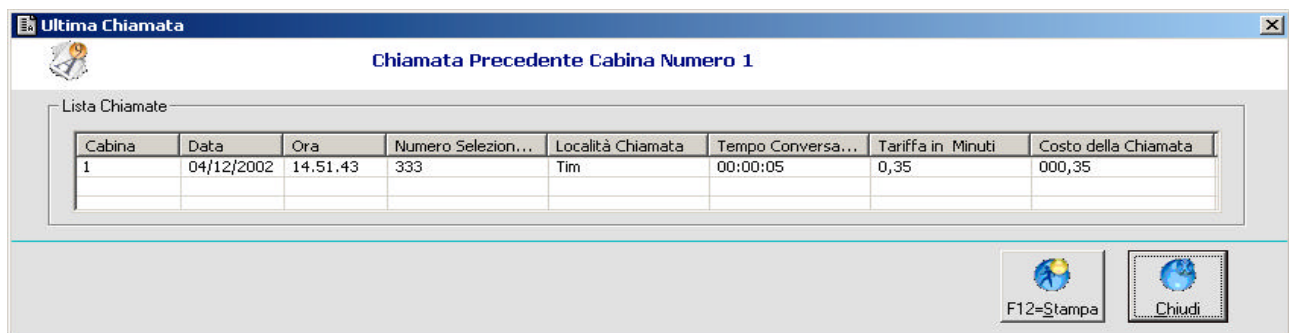 Ultima Chiamata
Chiamata Precedente Cabina Numero 1
Lista Chiamate
Cabina Data Ora Numero Selezion... Località Chiamata Tempo Conversa... Tariffa in Minuti Costo della Chiamata
1 04/12/2002 14.51.43 333 Tim 00:00:05 0,35 000,35
F12=Stampa Chiudi